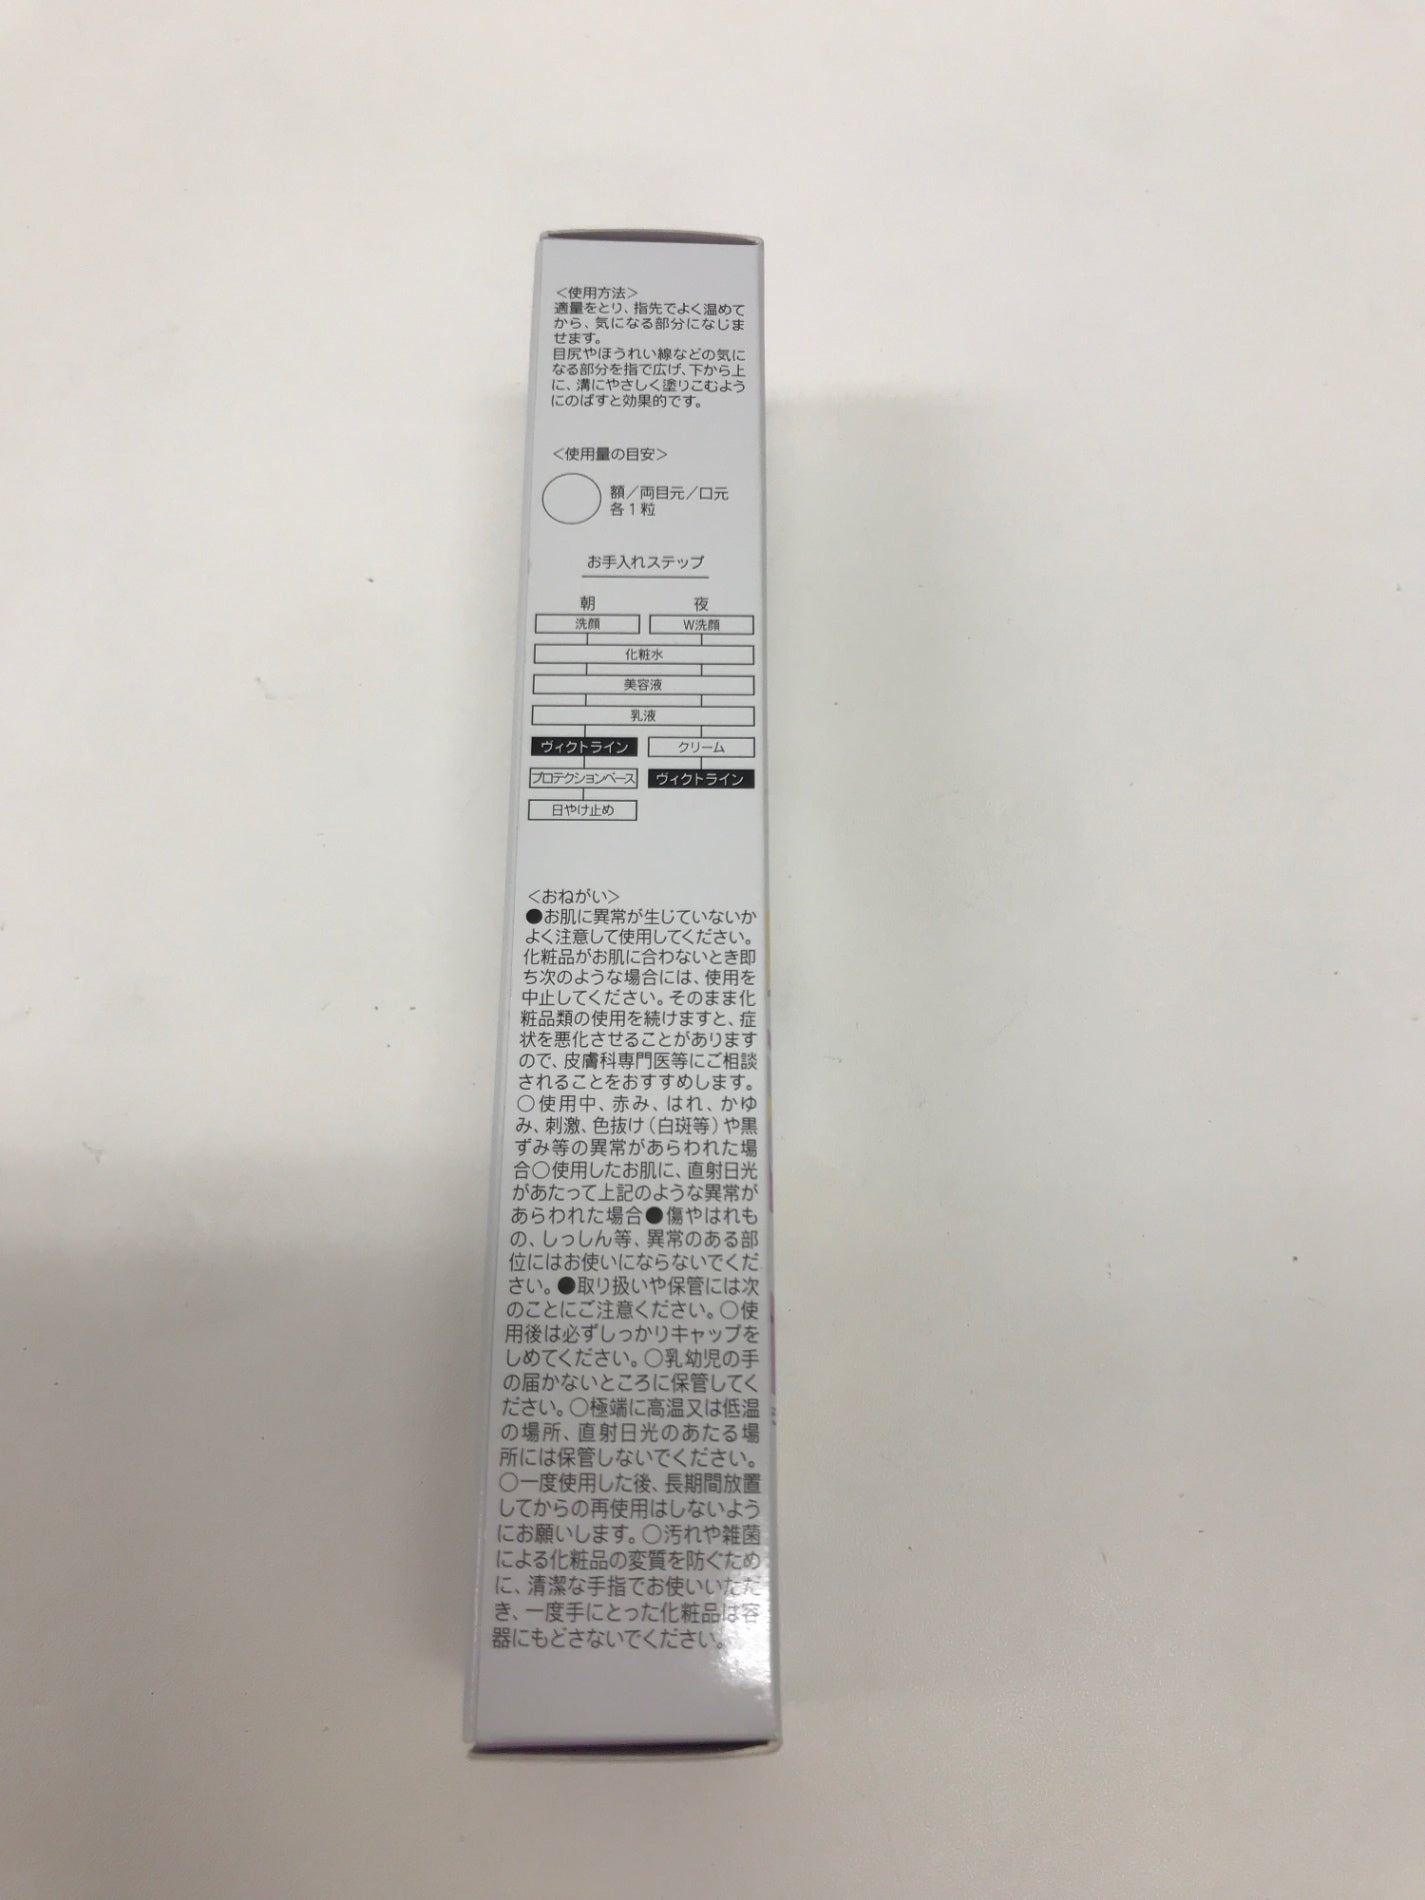 <使用方法>
適量をとり、指先でよく温めて
から、気になる部分になじま
せます。
目尻やほうれい線などの気に
なる部分を指で広げ、下から上
に、溝にやさしく塗りこむよう
にのばすと効果的です。
<使用量の目安>
額/両目元/口元
各1粒
お手入れステップ
朝 夜
洗顔 W洗顔
化粧水
美容液
乳液
ヴィクトライン クリーム
プロテクションベース ヴィクトライン
日やけ止め
<おねがい>
●お肌に異常が生じていないか
よく注意して使用してください。
化粧品がお肌に合わないとき即
ち次のような場合には、使用を
中止してください。そのまま化
粧品類の使用を続けますと、症
状を悪化させることがあります
ので、皮膚科専門医等にご相談
されることをおすすめします。
○使用中、赤み、はれ、かゆ
み、刺激、色抜け(白斑等)や黒
ずみ等の異常があらわれた場
合○使用したお肌に、直射日光
があたって上記のような異常が
あらわれた場合●傷やはれも
の、しっしん等、異常のある部
位にはお使いにならないでくだ
さい。●取り扱いや保管には次
のことにご注意ください。○使
用後は必ずしっかりキャップを
しめてください。○乳幼児の手
の届かないところに保管してく
ださい。○極端に高温又は低温
の場所、直射日光のあたる場
所には保管しないでください。
○一度使用した後、長期間放置
してからの再使用はしないよう
にお願いします。○汚れや雑菌
による化粧品の変質を防ぐため
に、清潔な手指でお使いいただ
き、一度手にとった化粧品は容
器にもどさないでください。